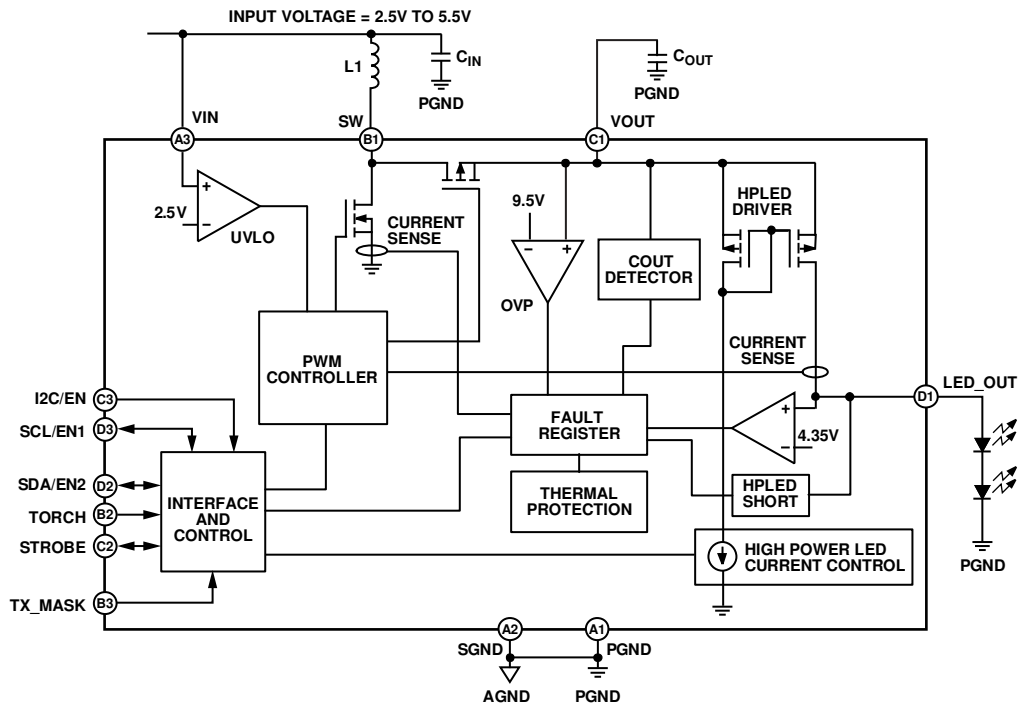 INPUT VOLTAGE = 2.5V TO 5.5V
L1
CIN
PGND
COUT
PGND
VIN
SW
VOUT
A3
B1
C1
+
2.5V
–
UVLO
CURRENT
SENSE
9.5V
–
+
OVP
COUT
DETECTOR
HPLED
DRIVER
PWM
CONTROLLER
CURRENT
SENSE
I2C/EN
C3
SCL/EN1
D3
SDA/EN2
D2
TORCH
B2
STROBE
C2
TX_MASK
B3
INTERFACE
AND
CONTROL
FAULT
REGISTER
THERMAL
PROTECTION
+
4.35V
–
HPLED
SHORT
HIGH POWER LED
CURRENT CONTROL
D1
LED_OUT
PGND
A2
A1
SGND
PGND
AGND
PGND